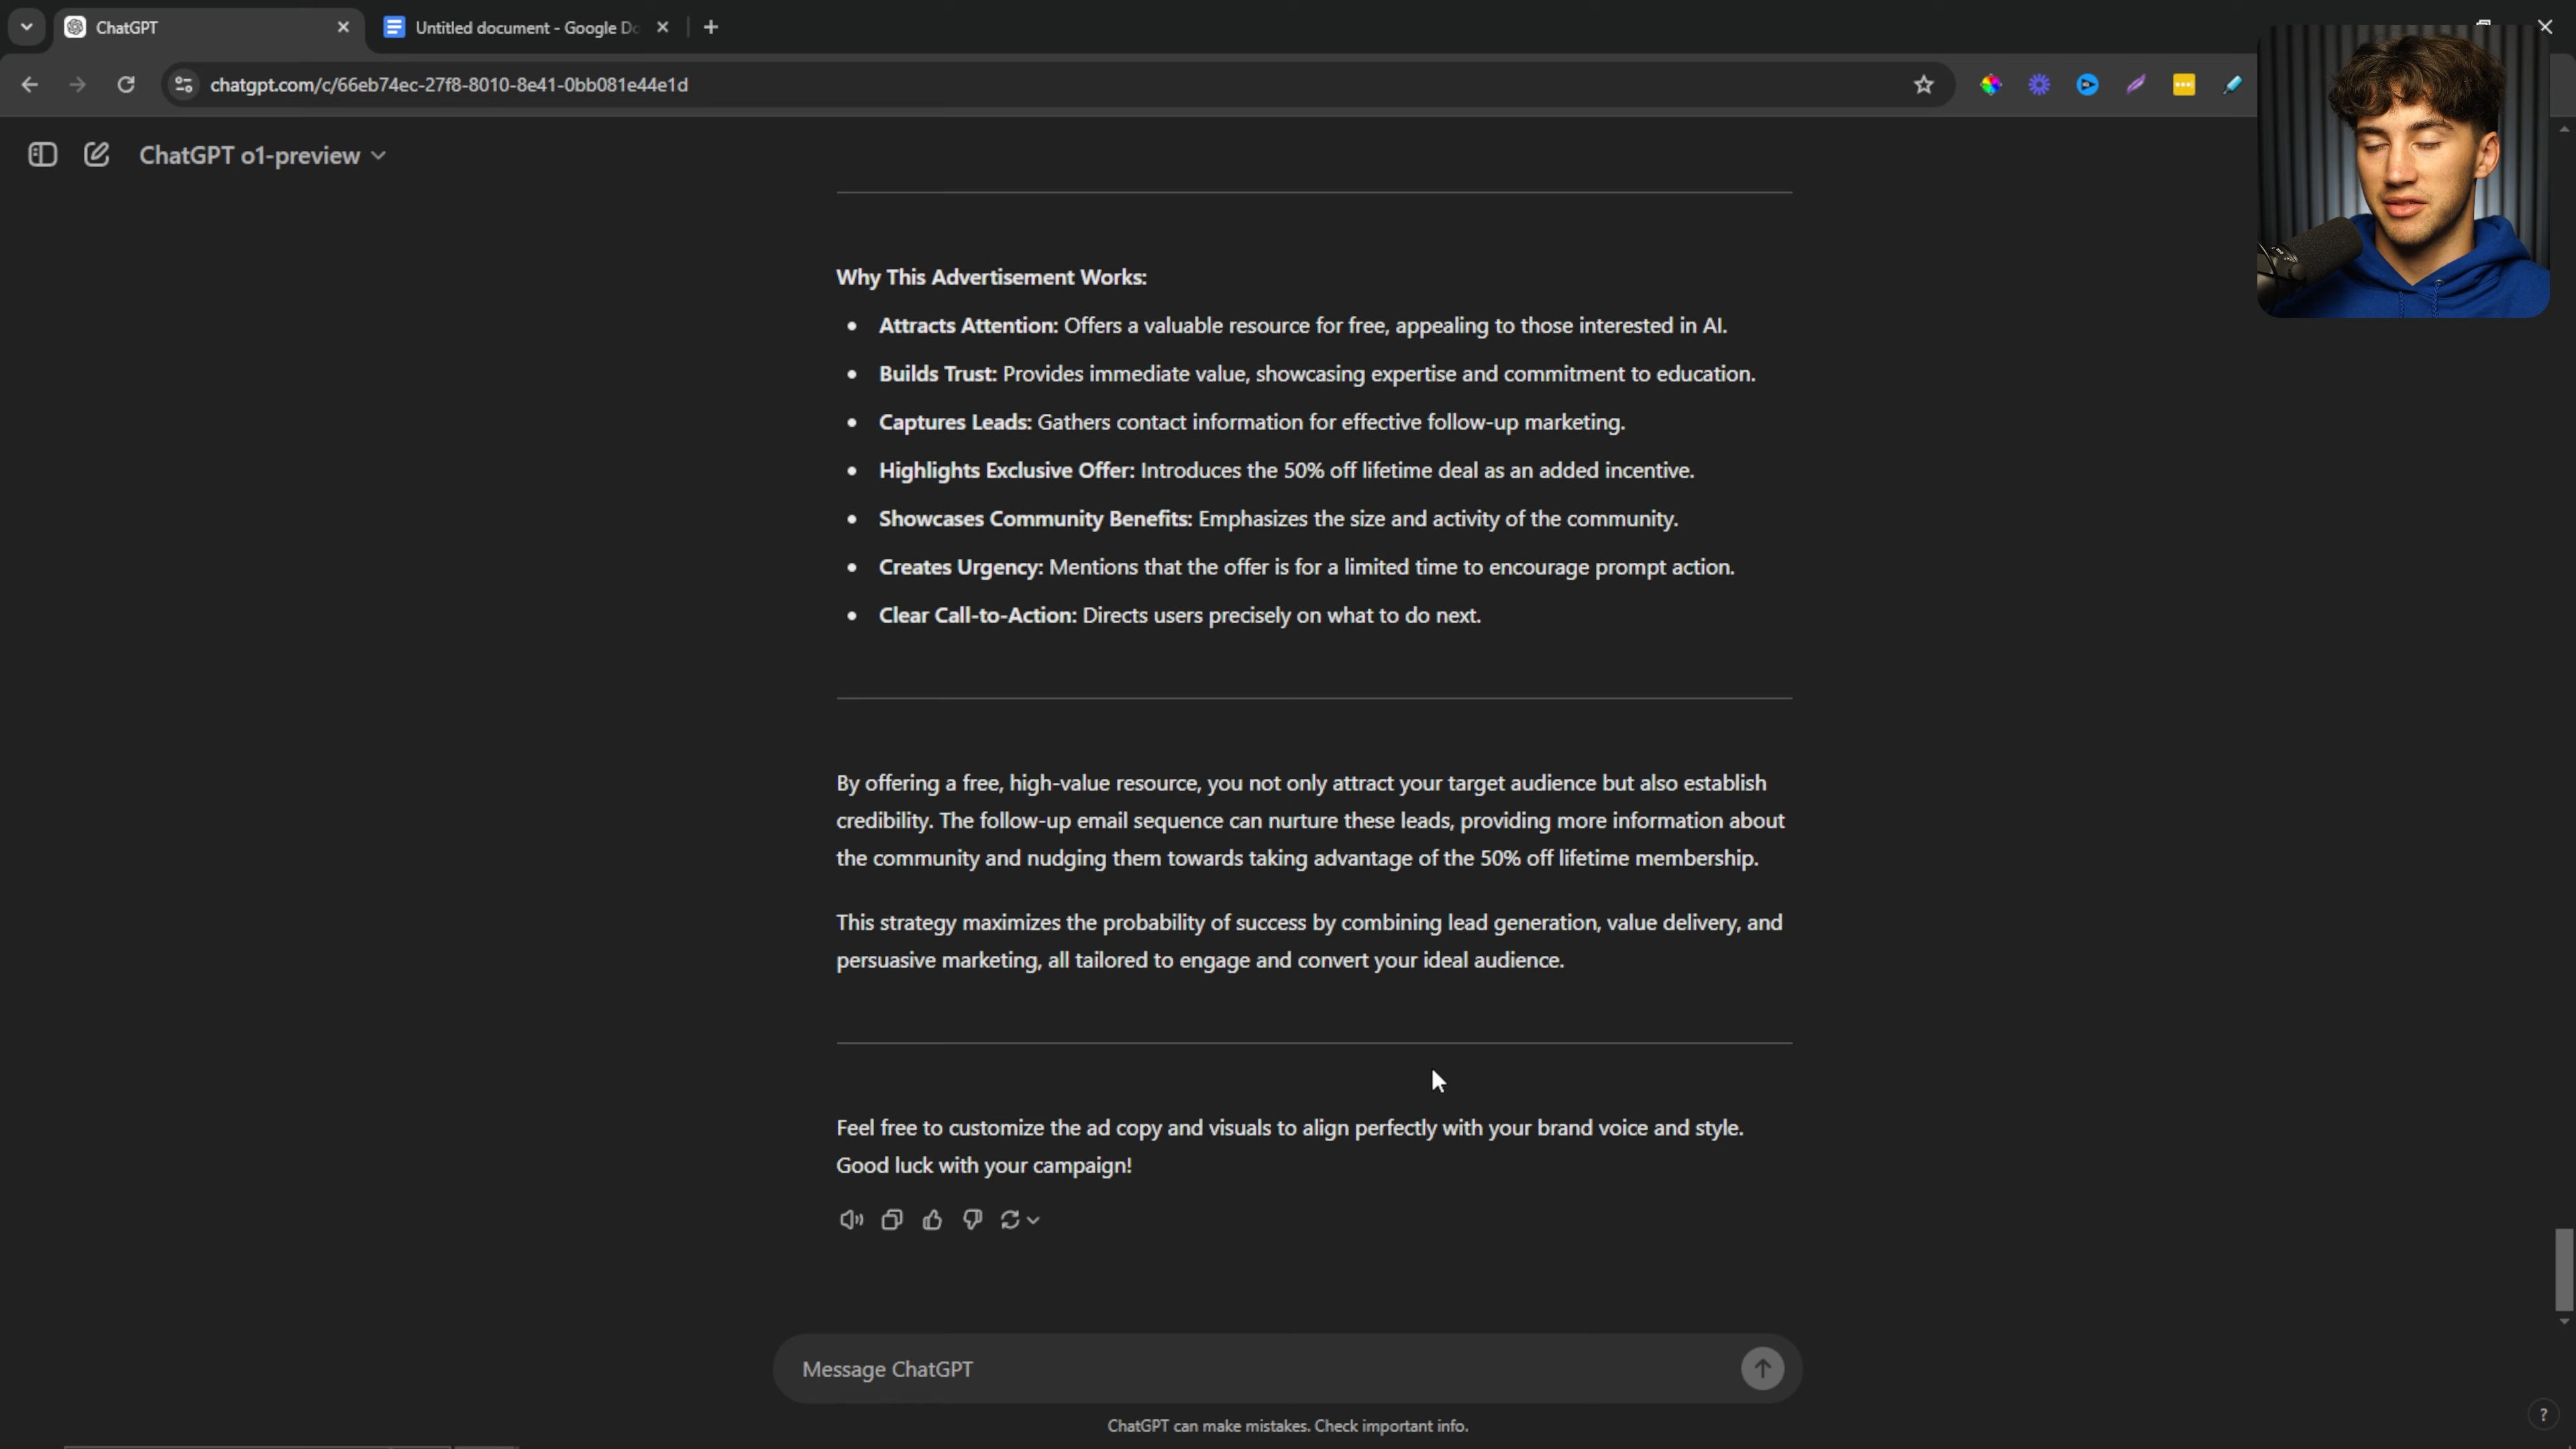 ChatGPT
Untitled document - Google Do
chatgpt.com/c/66eb74ec-27f8-8010-8e41-0bb081e44e1d
ChatGPT o1-preview
Why This Advertisement Works:
• Attracts Attention: Offers a valuable resource for free, appealing to those interested in AI.
• Builds Trust: Provides immediate value, showcasing expertise and commitment to education.
• Captures Leads: Gathers contact information for effective follow-up marketing.
• Highlights Exclusive Offer: Introduces the 50% off lifetime deal as an added incentive.
• Showcases Community Benefits: Emphasizes the size and activity of the community.
• Creates Urgency: Mentions that the offer is for a limited time to encourage prompt action.
• Clear Call-to-Action: Directs users precisely on what to do next.
By offering a free, high-value resource, you not only attract your target audience but also establish
credibility. The follow-up email sequence can nurture these leads, providing more information about
the community and nudging them towards taking advantage of the 50% off lifetime membership.
This strategy maximizes the probability of success by combining lead generation, value delivery, and
persuasive marketing, all tailored to engage and convert your ideal audience.
Feel free to customize the ad copy and visuals to align perfectly with your brand voice and style.
Good luck with your campaign!
Message ChatGPT
ChatGPT can make mistakes. Check important info.
?